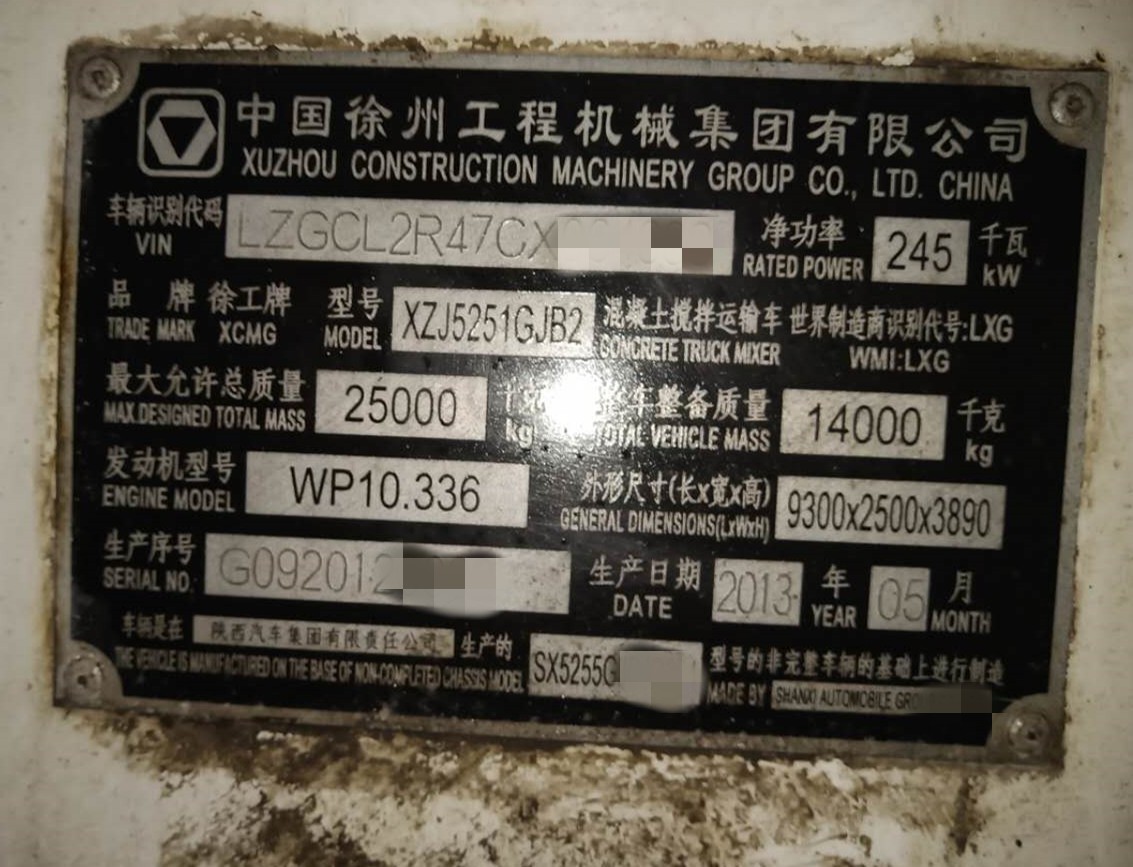 中国徐州工程机械集团有限公司
XUZHOU CONSTRUCTION MACHINERY GROUP CO., LTD. CHINA
车辆识别代码 LZGCL2R47CX 净功率 245 千瓦
VIN RATED POWER kW
品牌 徐工牌 型号 XZJ5251GJB2 混凝土搅拌运输车 世界制造商识别代号:LXG
TRADE MARK XCMG MODEL CONCRETE TRUCK MIXER WMI:LXG
最大允许总质量 25000 千克 整车整备质量 14000 千克
MAX.DESIGNED TOTAL MASS kg TOTAL VEHICLE MASS kg
发动机型号 WP10.336 外形尺寸(长x宽x高) 9300x2500x3890
ENGINE MODEL GENERAL DIMENSIONS(LxWxH)
生产序号 G092012 生产日期 2013 年 05 月
SERIAL NO. DATE YEAR MONTH
车辆是在 陕西汽车集团有限责任公司 生产的 SX5255G 型号的非完整车辆的基础上进行制造
THE VEHICLE IS MANUFACTURED ON THE BASE OF NON-COMPLETED CHASSIS MODEL MADE BY SHANXI AUTOMOBILE